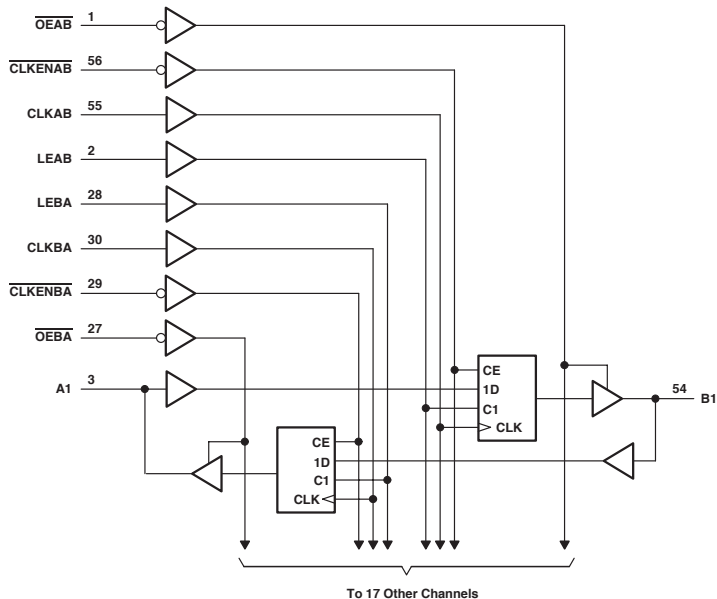 OEAB 1
CLKENAB 56
CLKAB 55
LEAB 2
LEBA 28
CLKBA 30
CLKENBA 29
OEBA 27
A1 3
CE
1D
C1
CLK
54 B1
CE
1D
C1
CLK
To 17 Other Channels